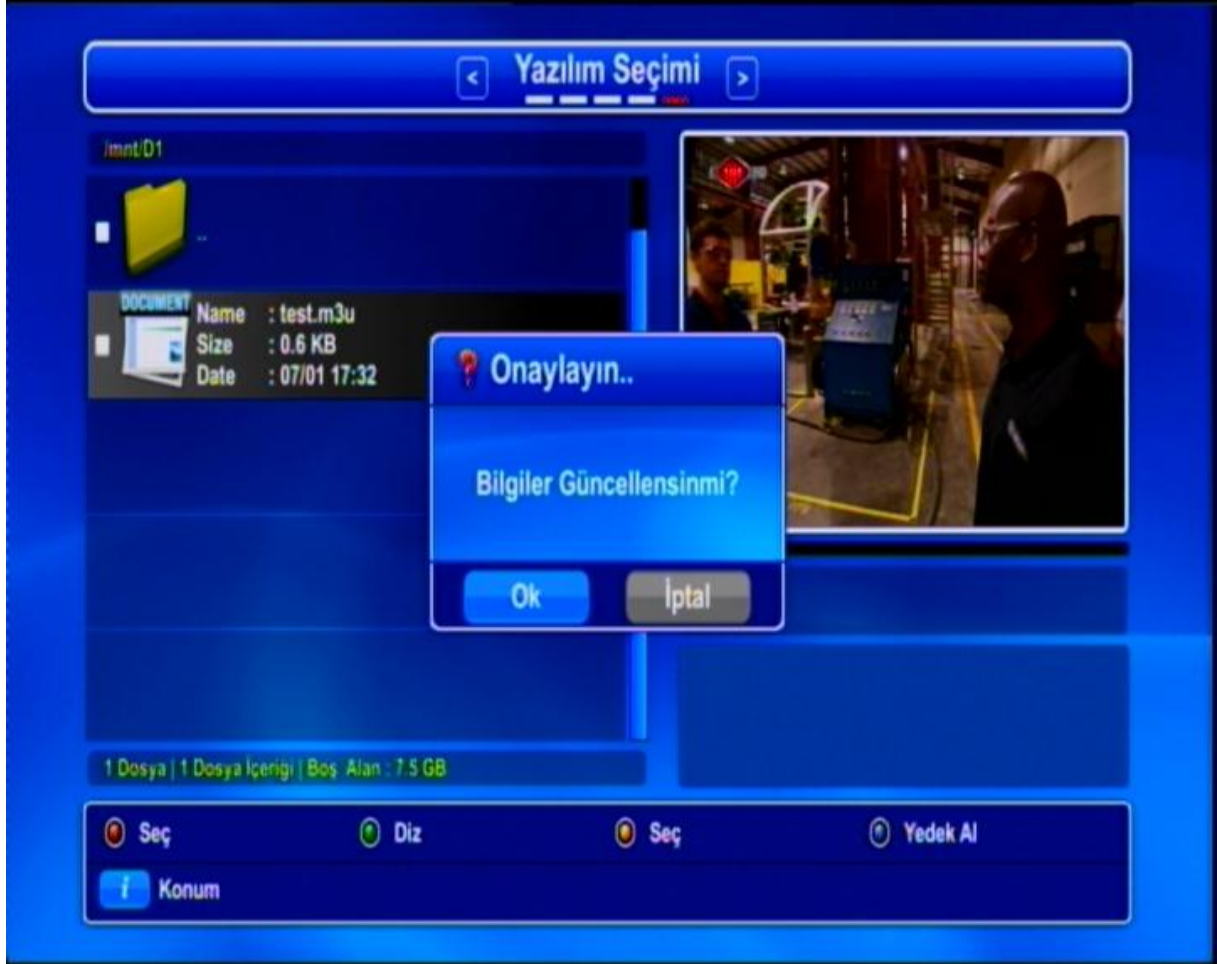 < Yazılım Seçimi >
/mnt/D1
..
DOCUMENT
Name : test.m3u
Size : 0.6 KB
Date : 07/01 17:32
? Onaylayın..
Bilgiler Güncellensinmi?
Ok İptal
1 Dosya | 1 Dosya İçeriği | Boş Alan : 7.5 GB
Seç Diz Seç Yedek Al
i Konum